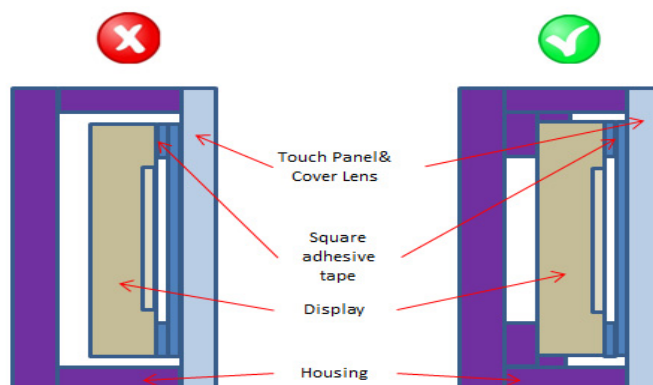 Touch Panel&
Cover Lens
Square
adhesive
tape
Display
Housing